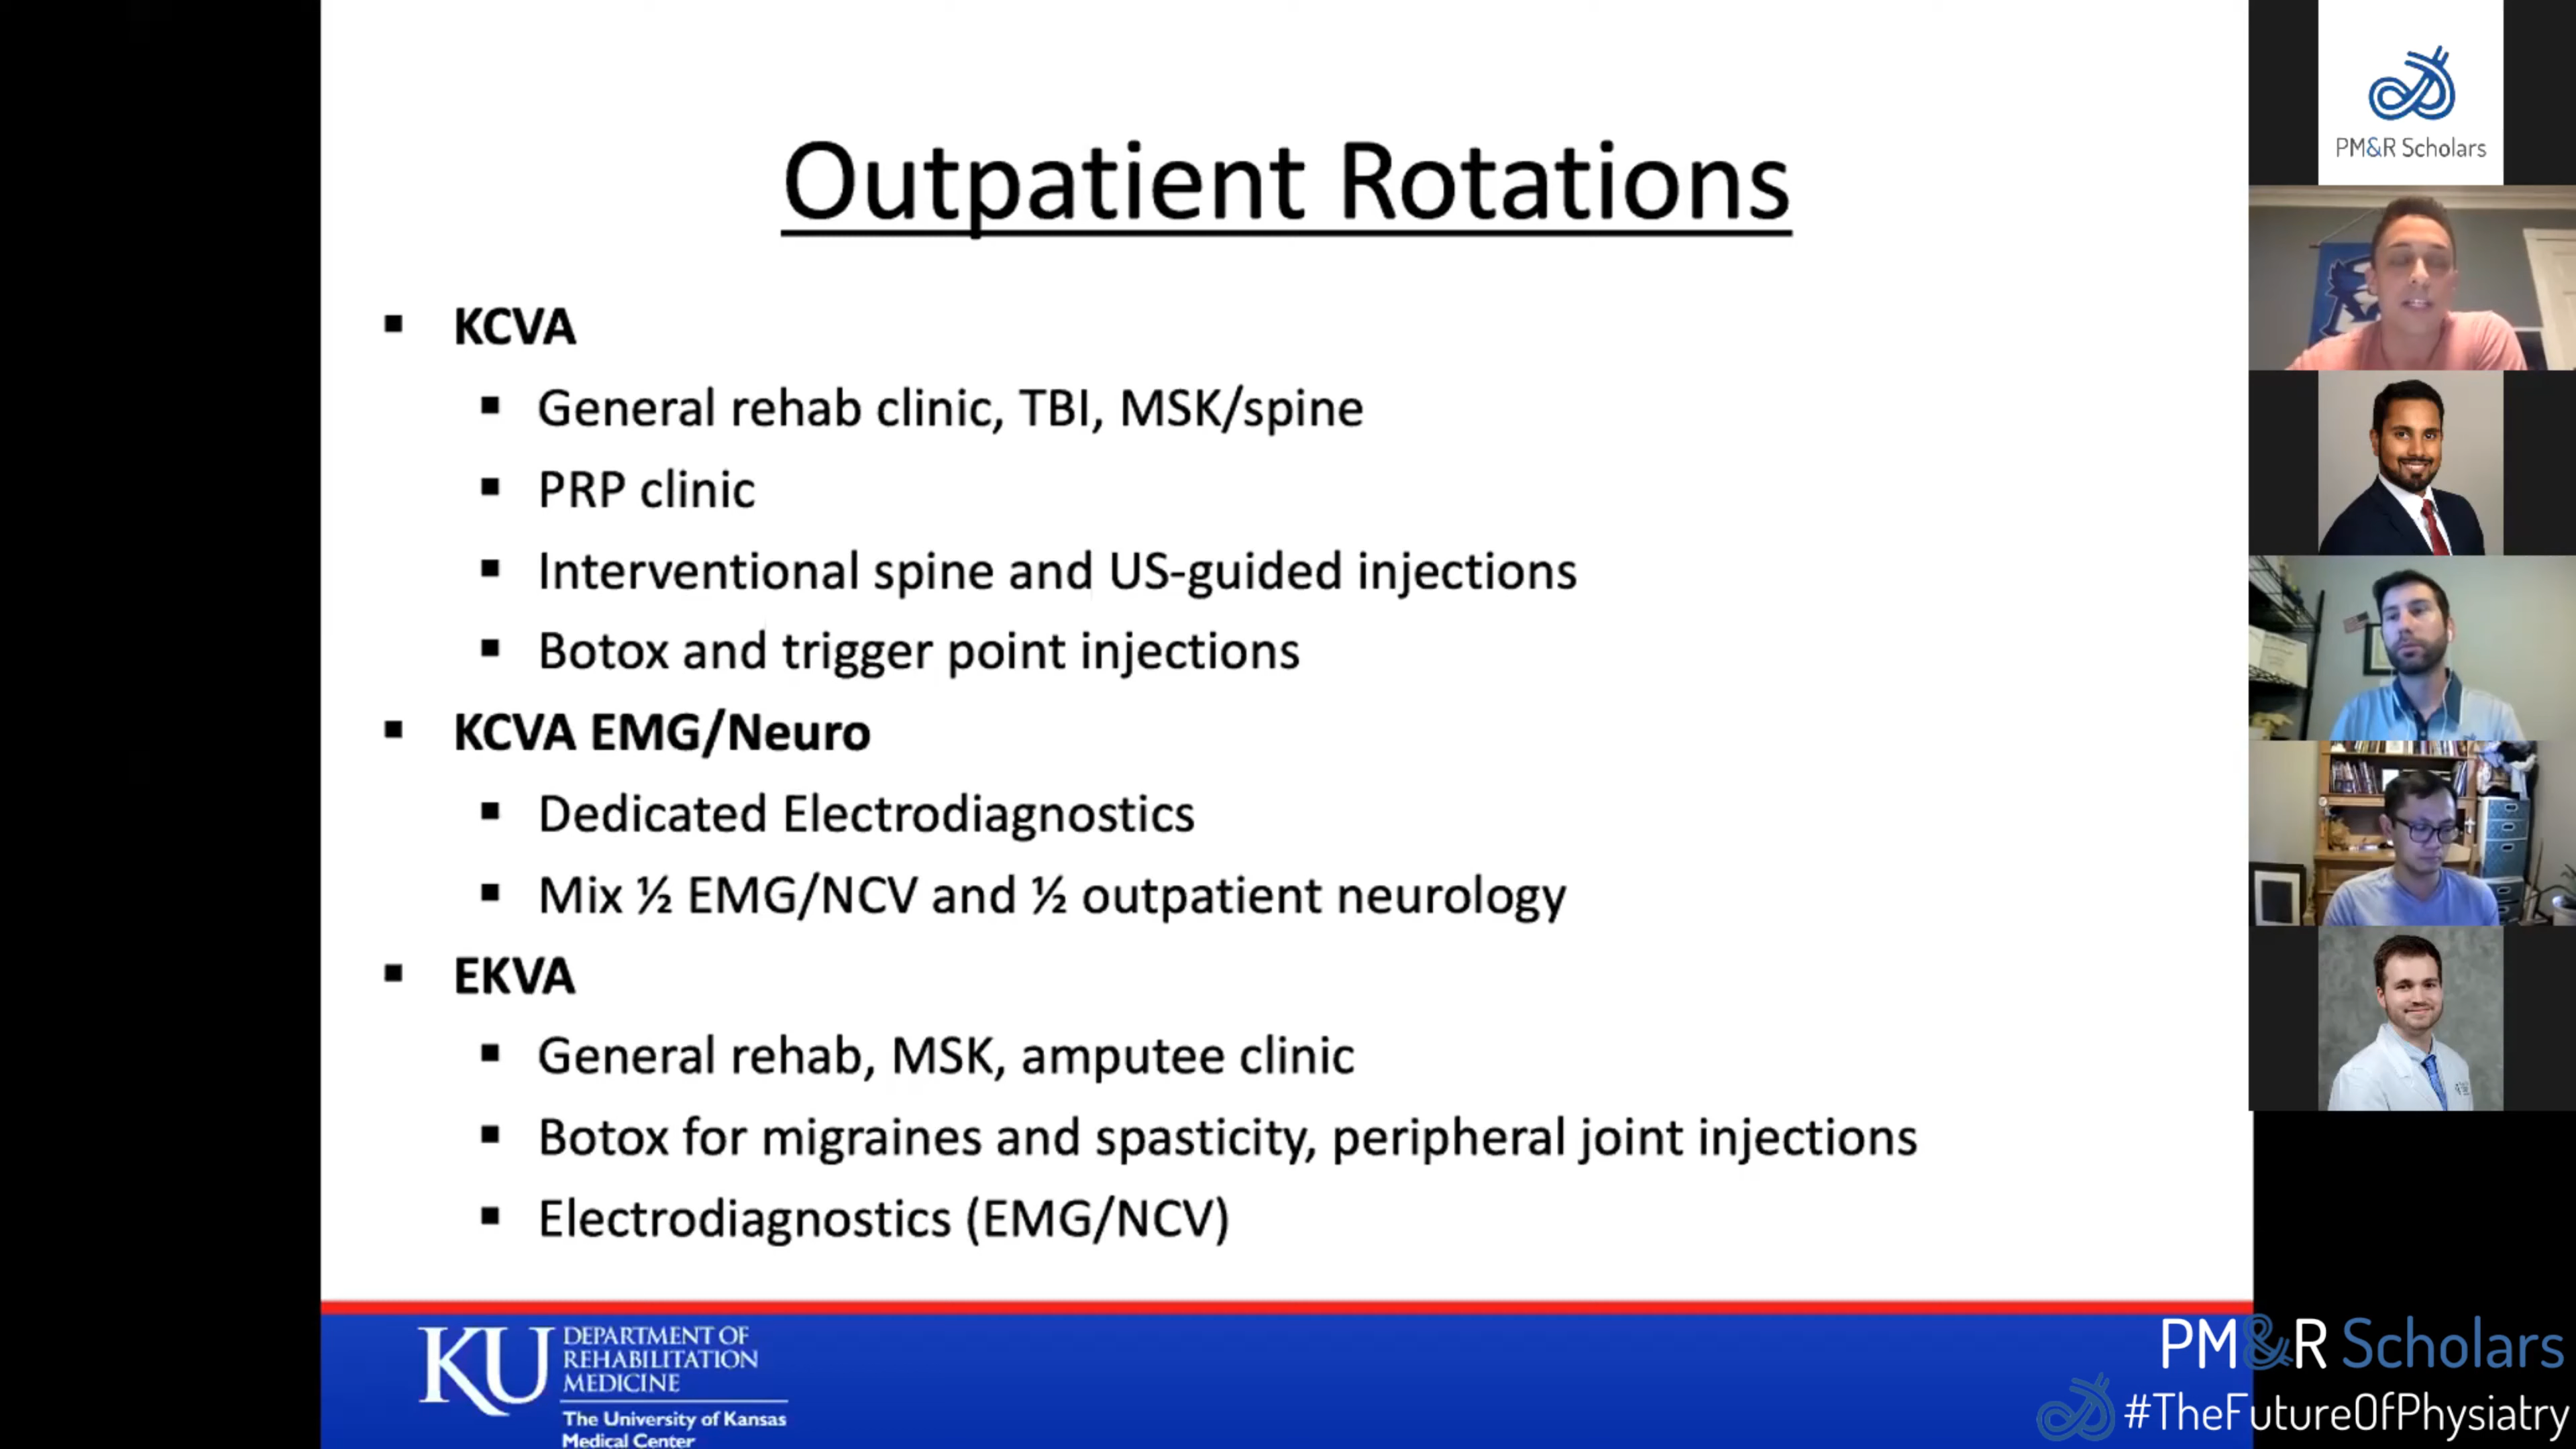 Outpatient Rotations
▪ KCVA
▪ General rehab clinic, TBI, MSK/spine
▪ PRP clinic
▪ Interventional spine and US-guided injections
▪ Botox and trigger point injections
▪ KCVA EMG/Neuro
▪ Dedicated Electrodiagnostics
▪ Mix ½ EMG/NCV and ½ outpatient neurology
▪ EKVA
▪ General rehab, MSK, amputee clinic
▪ Botox for migraines and spasticity, peripheral joint injections
▪ Electrodiagnostics (EMG/NCV)
KU
DEPARTMENT OF
REHABILITATION
MEDICINE
The University of Kansas
Medical Center
PM&R Scholars
PM&R Scholars
#TheFutureOfPhysiatry